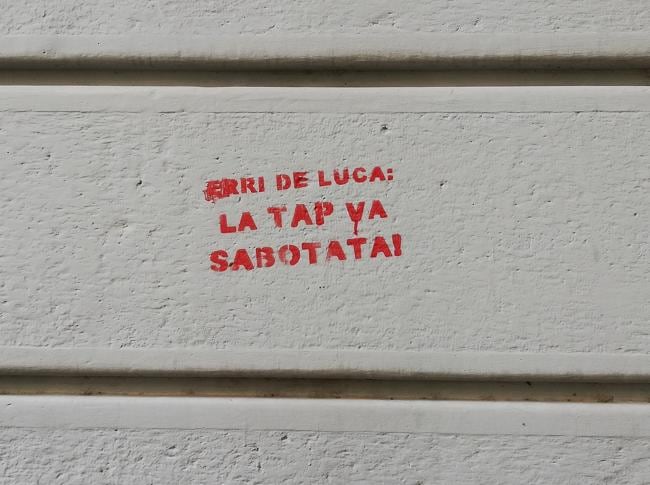 ERRI DE LUCA:
LA TAP VA
SABOTATA!